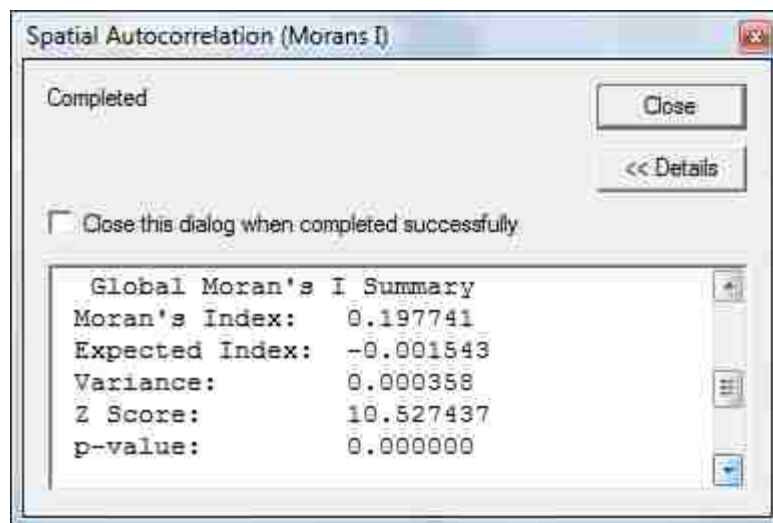 Spatial Autocorrelation (Morans I)
Completed
Close
<< Details
Close this dialog when completed successfully
Global Moran's I Summary
Moran's Index: 0.197741
Expected Index: -0.001543
Variance: 0.000358
Z Score: 10.527437
p-value: 0.000000